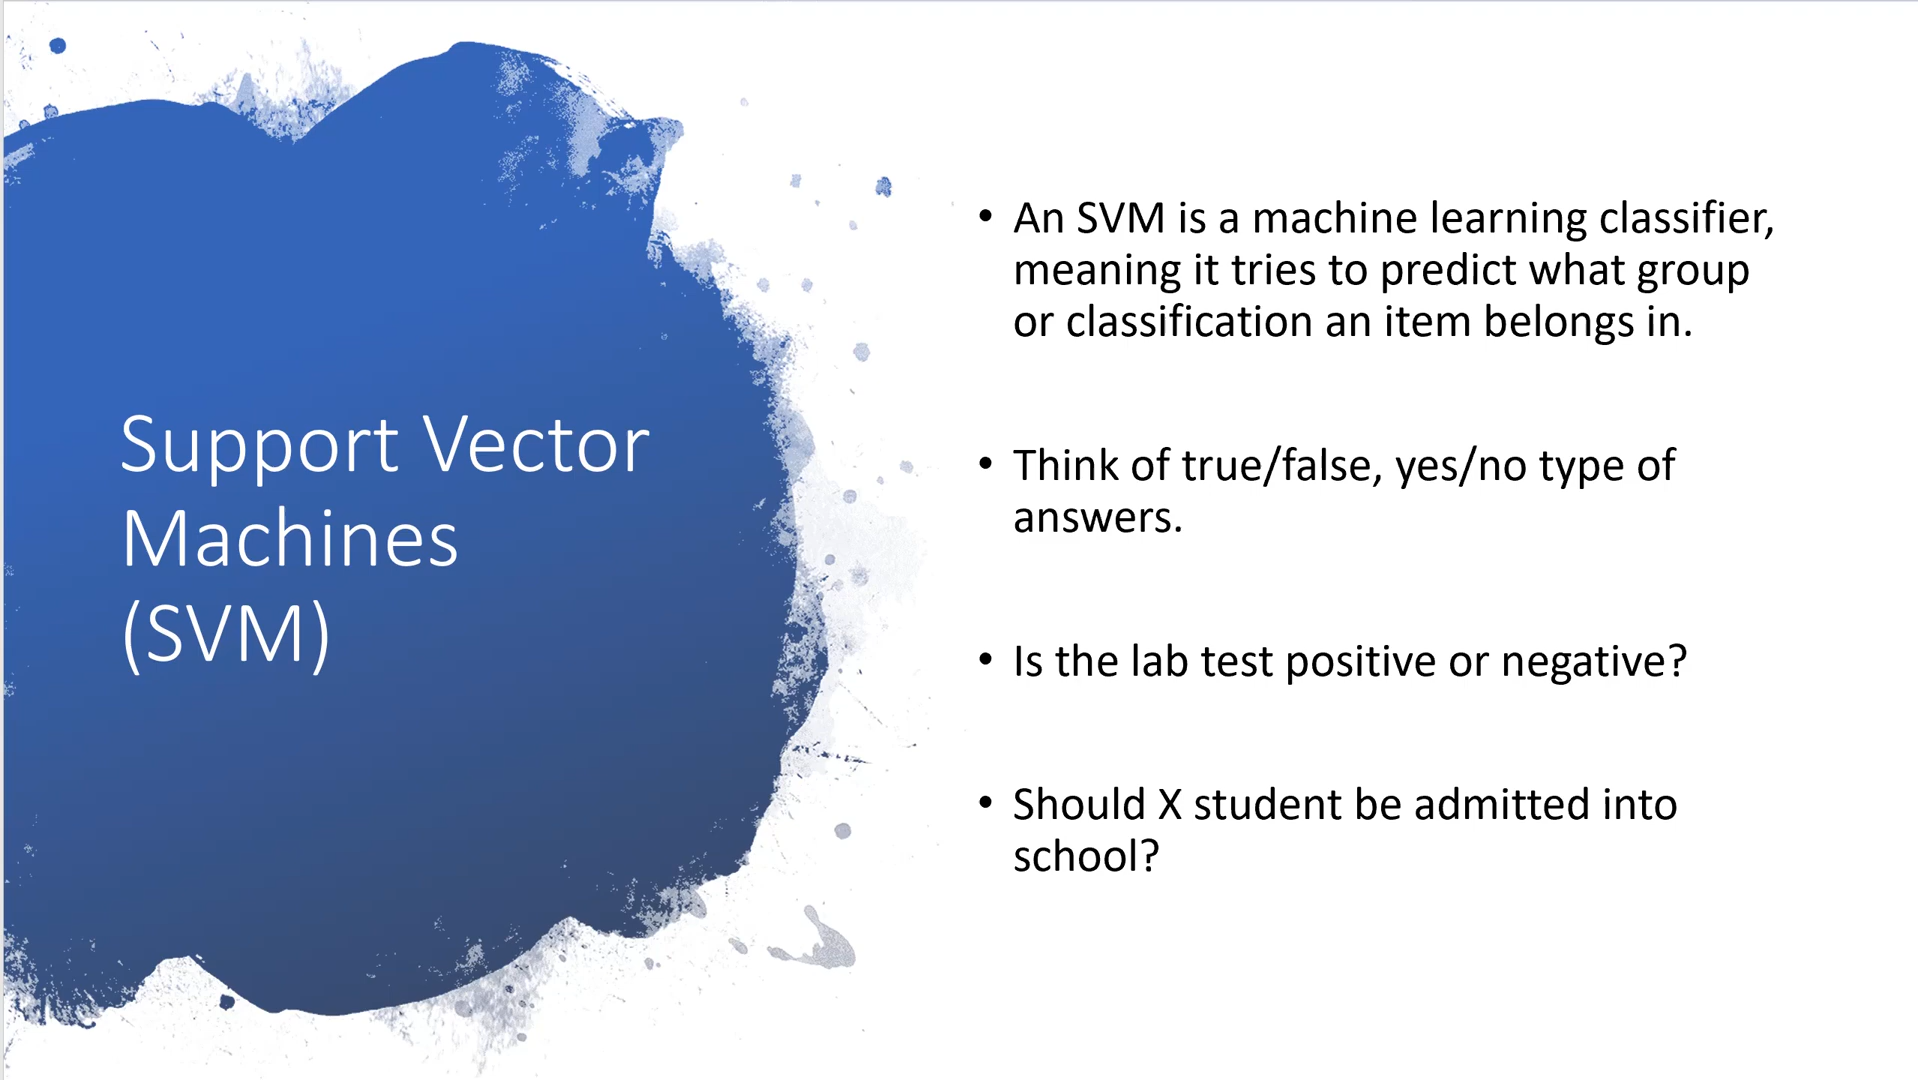 Support Vector
Machines
(SVM)
• An SVM is a machine learning classifier,
meaning it tries to predict what group
or classification an item belongs in.
• Think of true/false, yes/no type of
answers.
• Is the lab test positive or negative?
• Should X student be admitted into
school?